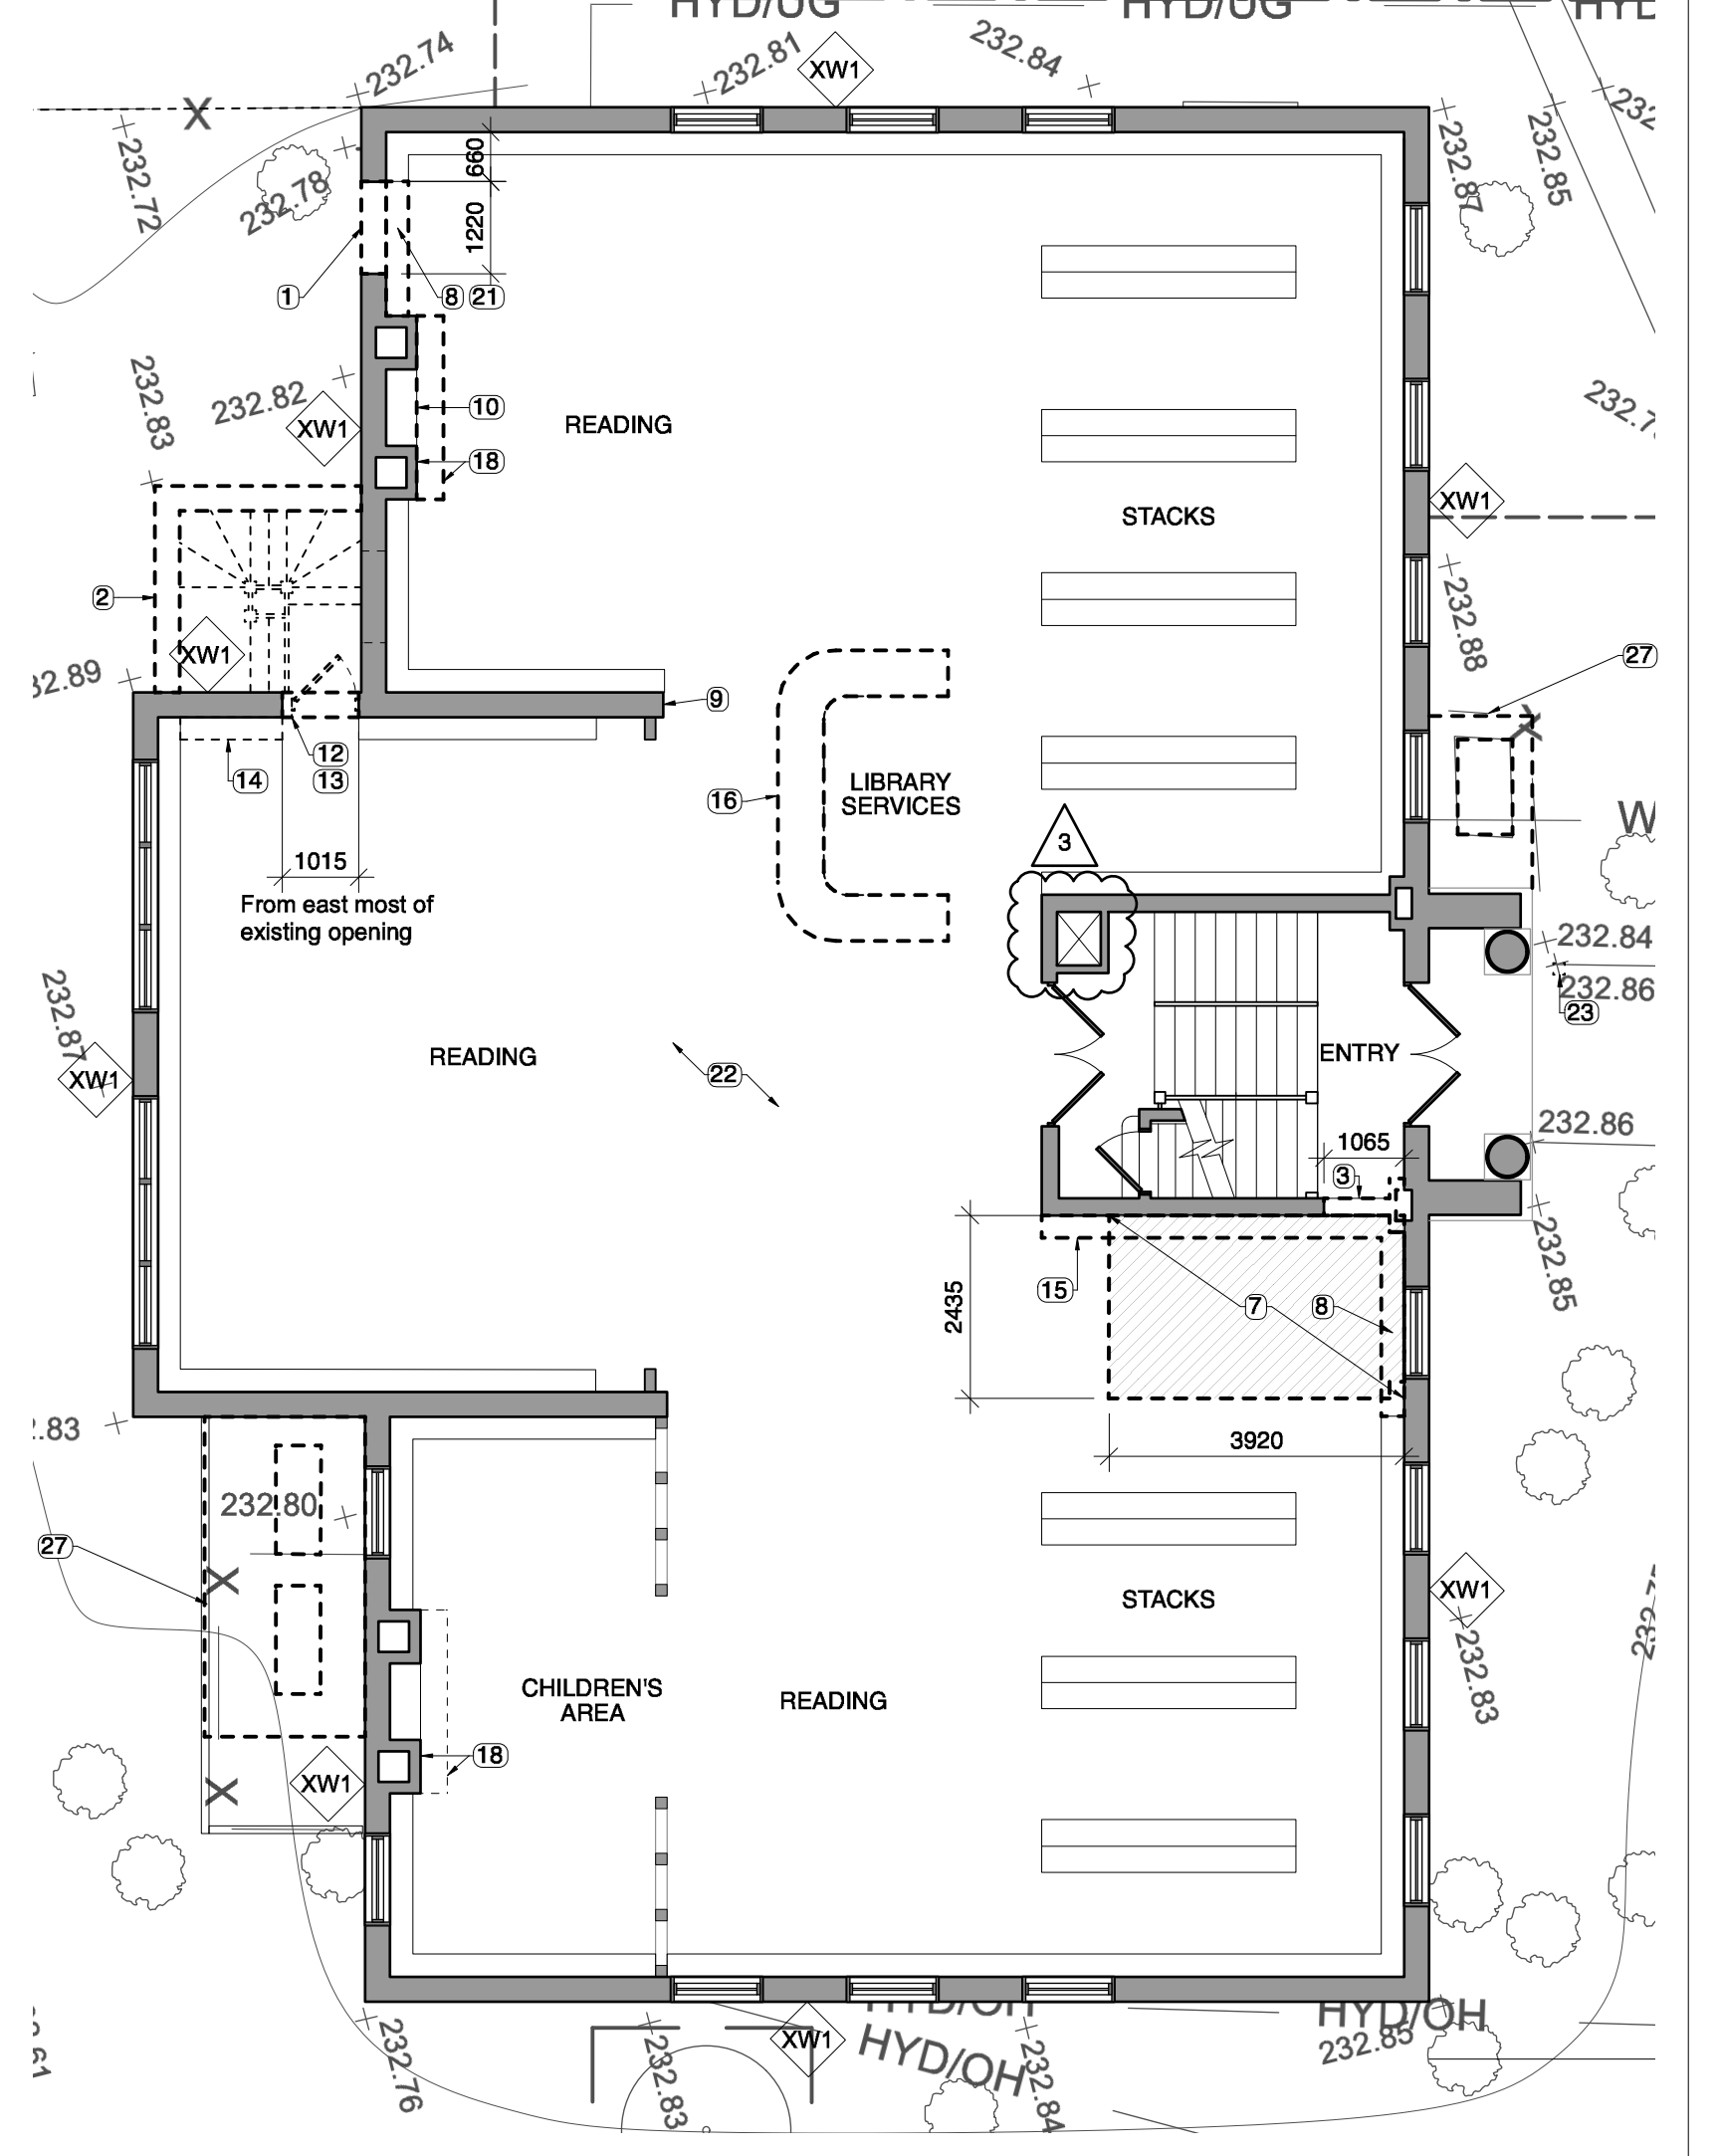 HYD/UG
HYD/UG
232.74
232.81
XW1
232.84
X
660
232.72
232.78
232.87
232.85
1220
1
8
21
232.83
232.82
XW1
10
READING
18
STACKS
XW1
2
XW1
232.88
27
232.89
9
X
12
13
14
16
LIBRARY
SERVICES
W
3
1015
From east most of
existing opening
232.84
232.86
23
232.87
XW1
READING
22
ENTRY
232.86
1065
3
15
2435
7
8
232.85
3920
232.80
27
X
STACKS
XW1
CHILDREN'S
AREA
READING
232.83
18
XW1
X
HYD/OH
HYD/OH
HYD/OH
XW1
232.85
232.76
232.83
232.84